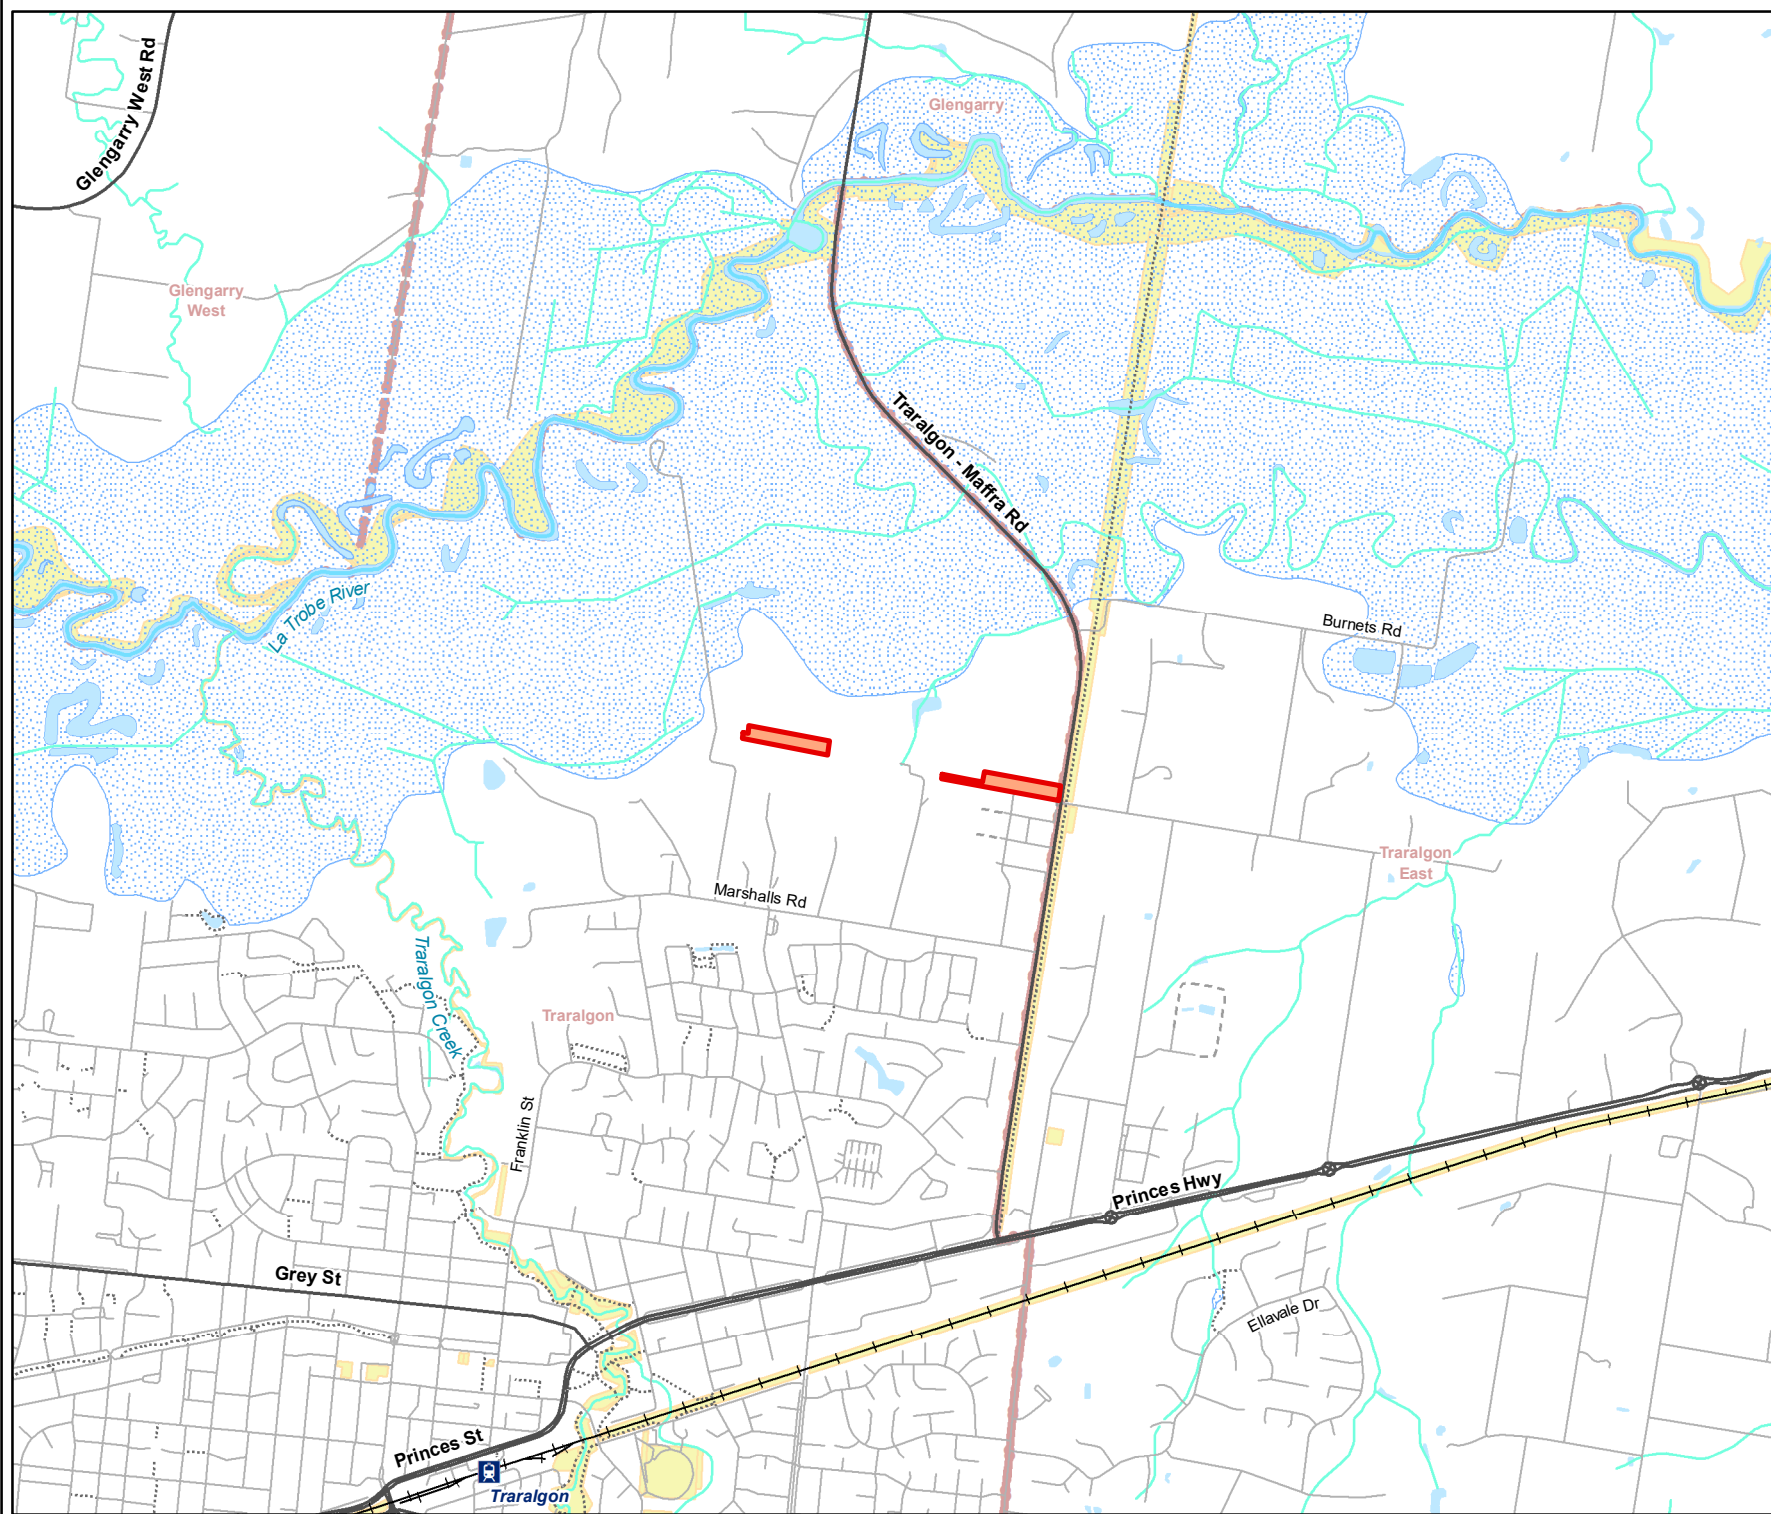 Glengarry West Rd
Glengarry
Glengarry
West
Traralgon - Maffra Rd
La Trobe River
Burnets Rd
Traralgon
East
Marshalls Rd
Traralgon Creek
Traralgon
Franklin St
Princes Hwy
Grey St
Ellavale Dr
Princes St
Traralgon